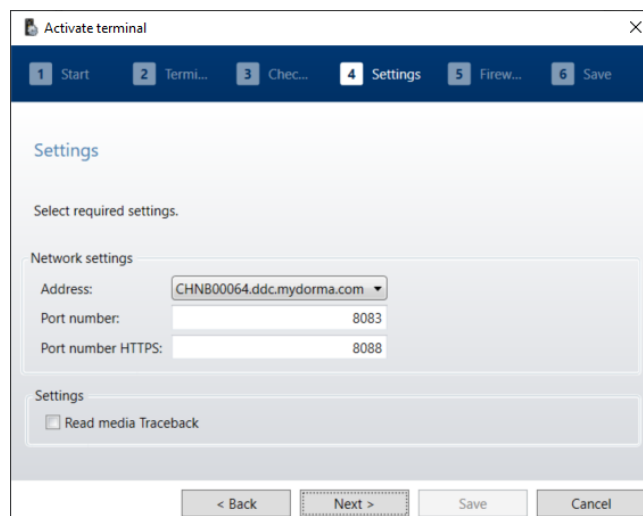 Activate terminal
1 Start 2 Termi... 3 Chec... 4 Settings 5 Firew... 6 Save
Settings
Select required settings.
Network settings
Address: CHNB00064.ddc.mydorma.com
Port number: 8083
Port number HTTPS: 8088
Settings
Read media Traceback
< Back Next > Save Cancel